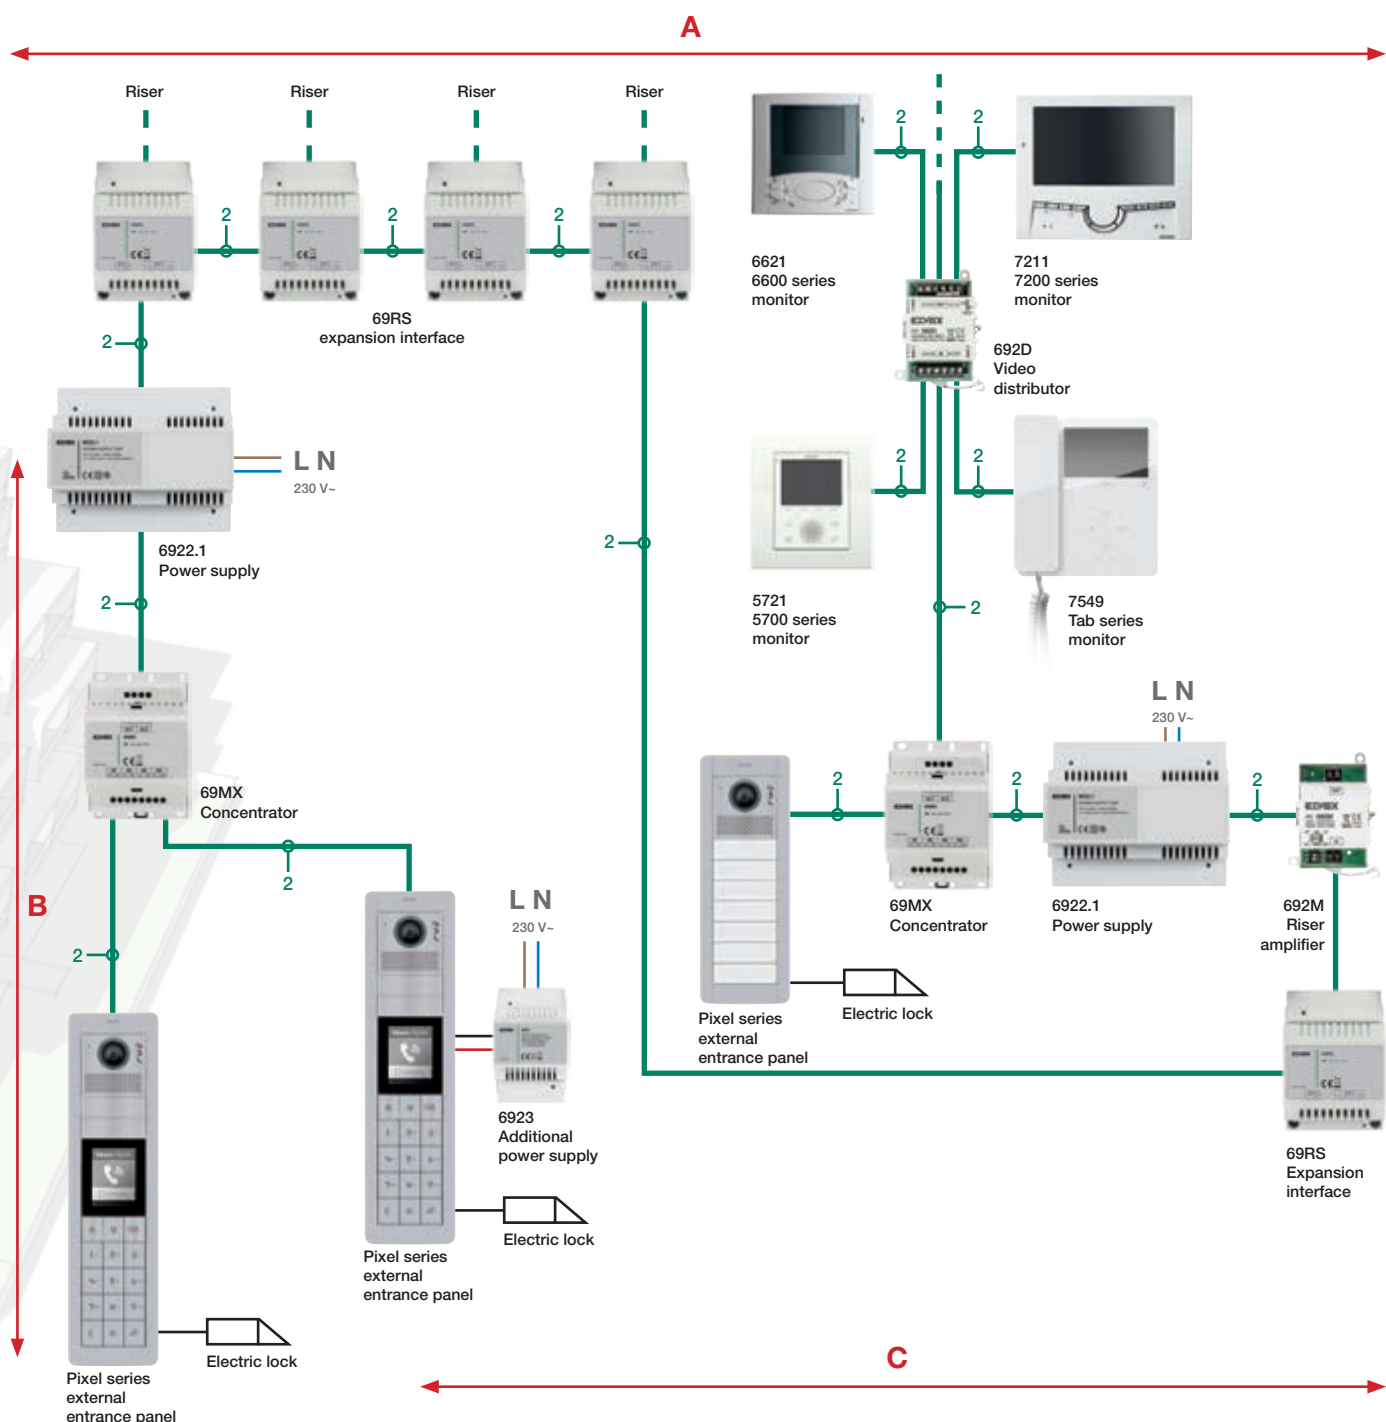 A
Riser
Riser
Riser
Riser
2
2
2
2
2
6621
6600 series
monitor
7211
7200 series
monitor
69RS
expansion interface
2
692D
Video
distributor
L N
230 V~
6922.1
Power supply
2
2
2
2
5721
5700 series
monitor
2
7549
Tab series
monitor
2
L N
230 V~
69MX
Concentrator
2
2
2
2
B
2
L N
230 V~
69MX
Concentrator
6922.1
Power supply
692M
Riser
amplifier
Electric lock
Pixel series
external
entrance panel
6923
Additional
power supply
69RS
Expansion
interface
Electric lock
Pixel series
external
entrance panel
Electric lock
C
Pixel series
external
entrance panel